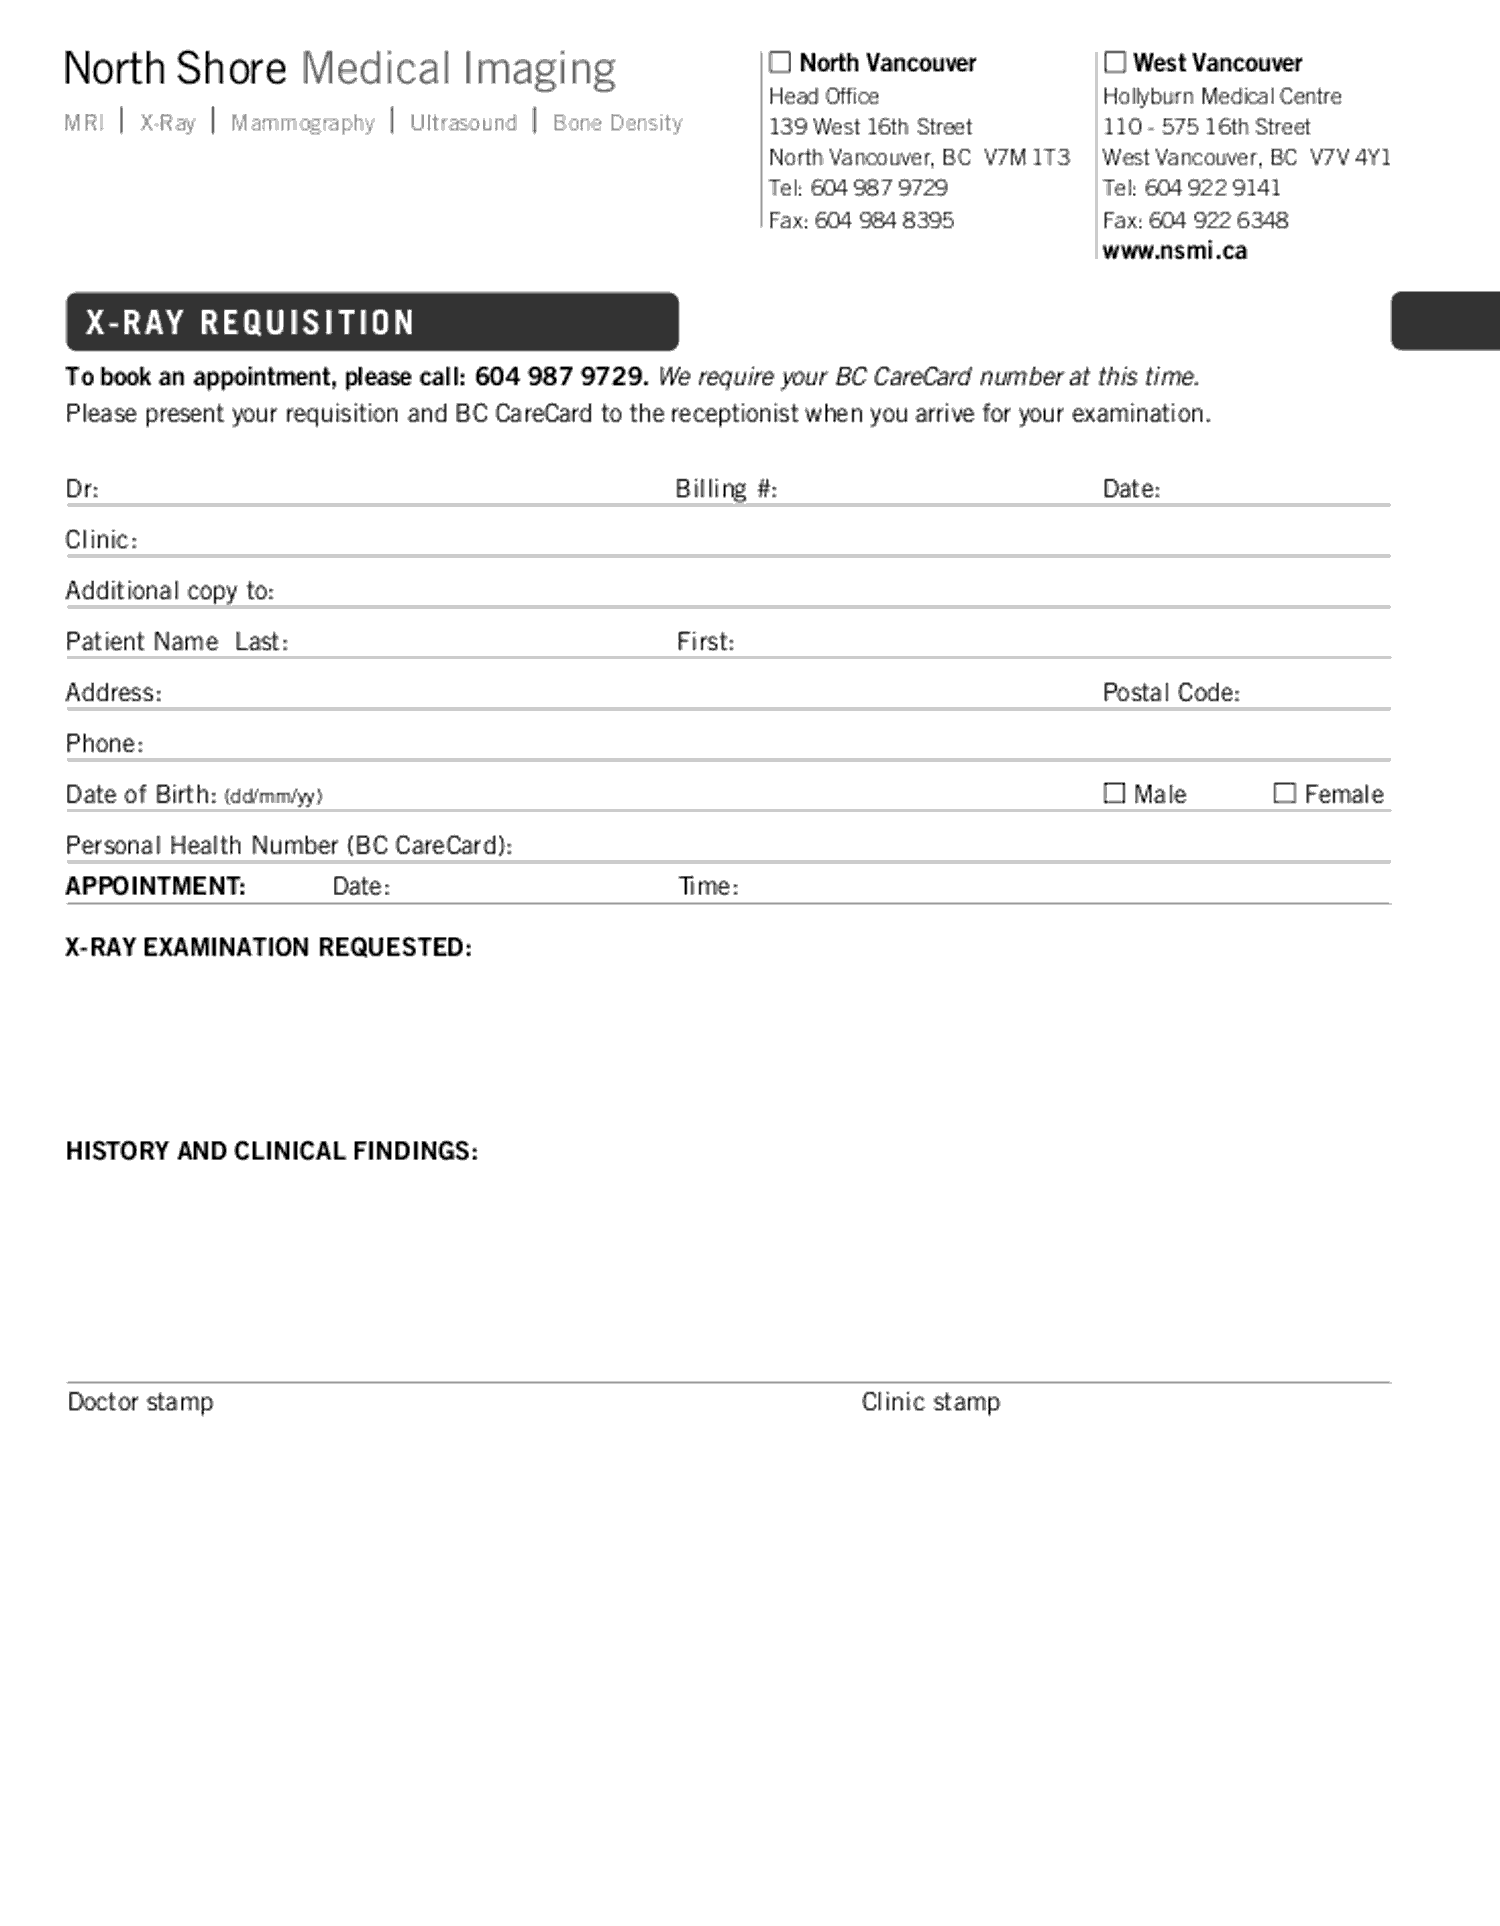 North Shore Medical Imaging
MRI | X-Ray | Mammography | Ultrasound | Bone Density
☐ North Vancouver
Head Office
139 West 16th Street
North Vancouver, BC V7M 1T3
Tel: 604 987 9729
Fax: 604 984 8395
☐ West Vancouver
Hollyburn Medical Centre
110 - 575 16th Street
West Vancouver, BC V7V 4Y1
Tel: 604 922 9141
Fax: 604 922 6348
www.nsmi.ca
X-RAY REQUISITION
To book an appointment, please call: 604 987 9729. We require your BC CareCard number at this time.
Please present your requisition and BC CareCard to the receptionist when you arrive for your examination.
Dr: Billing #: Date:
Clinic:
Additional copy to:
Patient Name Last: First:
Address: Postal Code:
Phone:
Date of Birth: (dd/mm/yy) ☐ Male ☐ Female
Personal Health Number (BC CareCard):
APPOINTMENT: Date: Time:
X-RAY EXAMINATION REQUESTED:
HISTORY AND CLINICAL FINDINGS:
Doctor stamp Clinic stamp